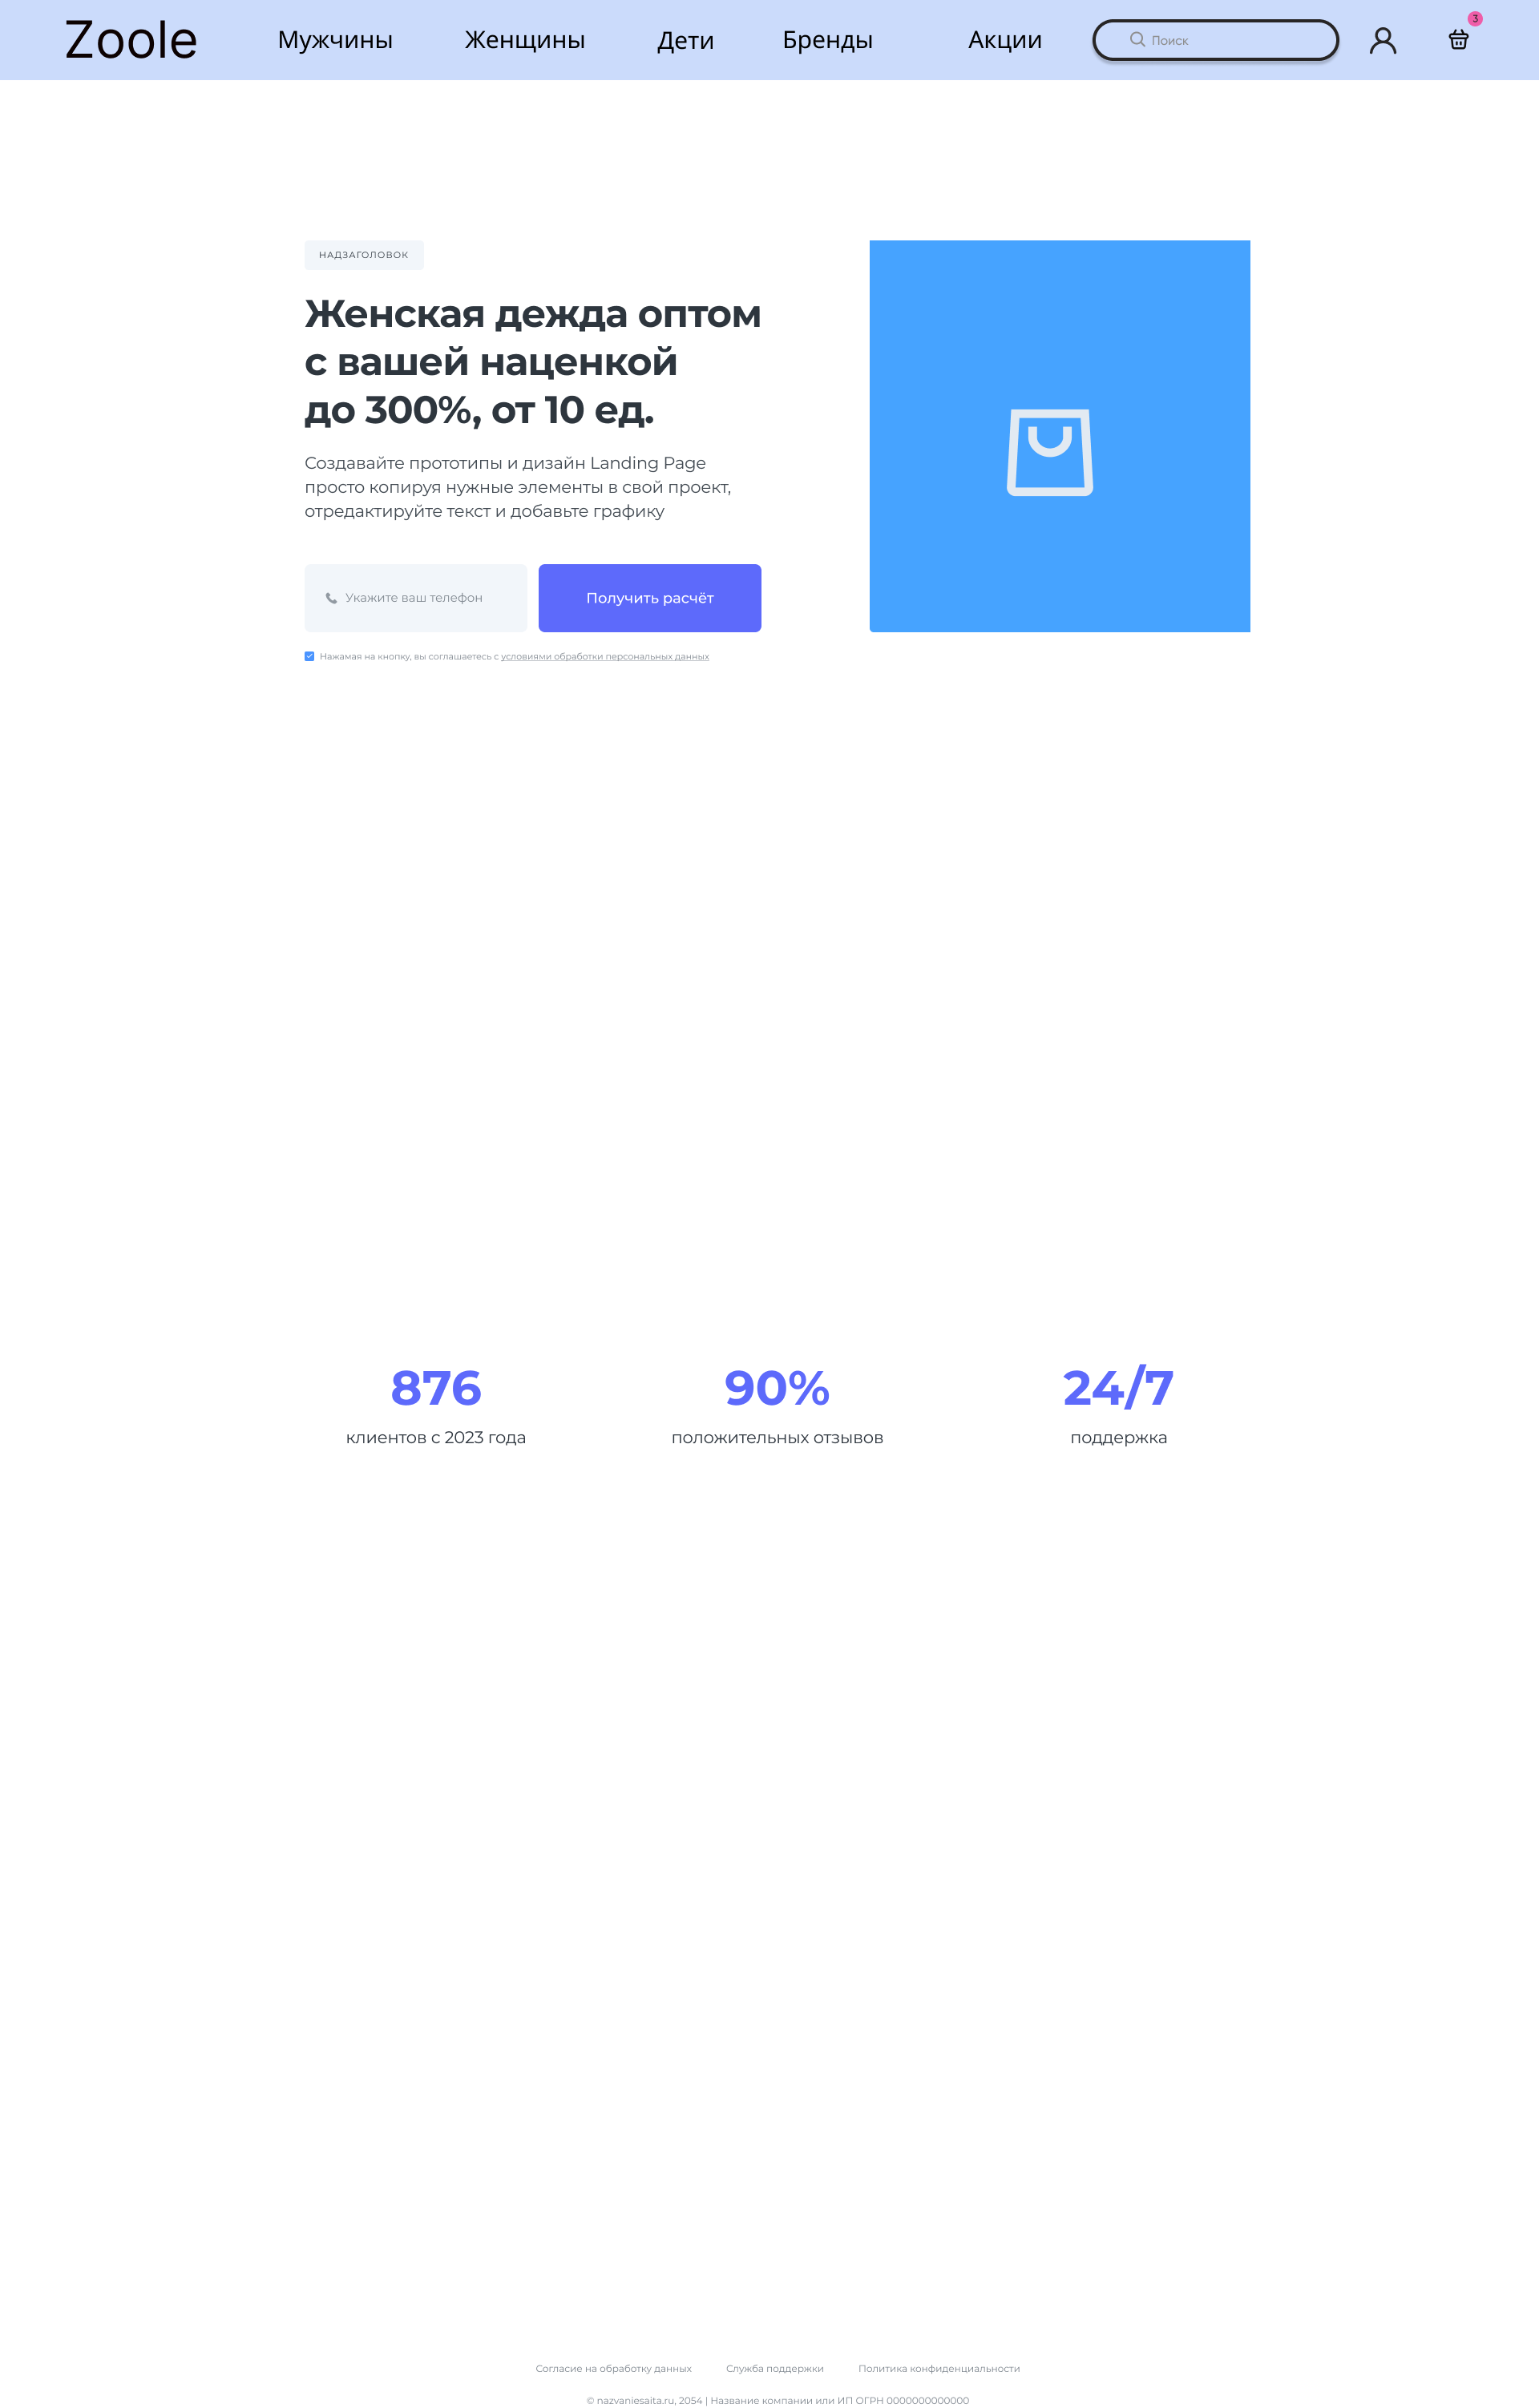 Zoole
Мужчины
Женщины
Дети
Бренды
Акции
Поиск
3
НАДЗАГОЛОВОК
Женская дежда оптом
с вашей наценкой
до 300%, от 10 ед.
Создавайте прототипы и дизайн Landing Page
просто копируя нужные элементы в свой проект,
отредактируйте текст и добавьте графику
Укажите ваш телефон
Получить расчёт
Нажамая на кнопку, вы соглашаетесь с условиями обработки персональных данных
876
клиентов с 2023 года
90%
положительных отзывов
24/7
поддержка
Согласие на обработку данных
Служба поддержки
Политика конфиденциальности
© nazvaniesaita.ru, 2054 | Название компании или ИП ОГРН 0000000000000